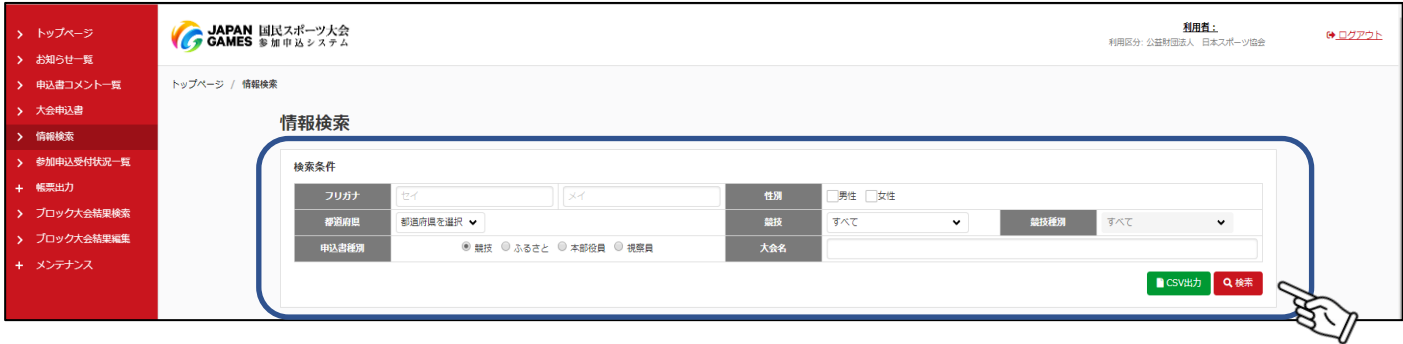 トップページ
お知らせ一覧
申込書コメント一覧
大会申込書
情報検索
参加申込受付状況一覧
帳票出力
ブロック大会結果検索
ブロック大会結果編集
メンテナンス
JAPAN GAMES 国民スポーツ大会 参加申込システム
利用者：
利用区分: 公益財団法人 日本スポーツ協会
ログアウト
トップページ / 情報検索
情報検索
検索条件
フリガナ セイ メイ 性別 男性 女性
都道府県 都道府県を選択 競技 すべて 競技種別 すべて
申込書種別 競技 ふるさと 本部役員 視察員 大会名
CSV出力 検索